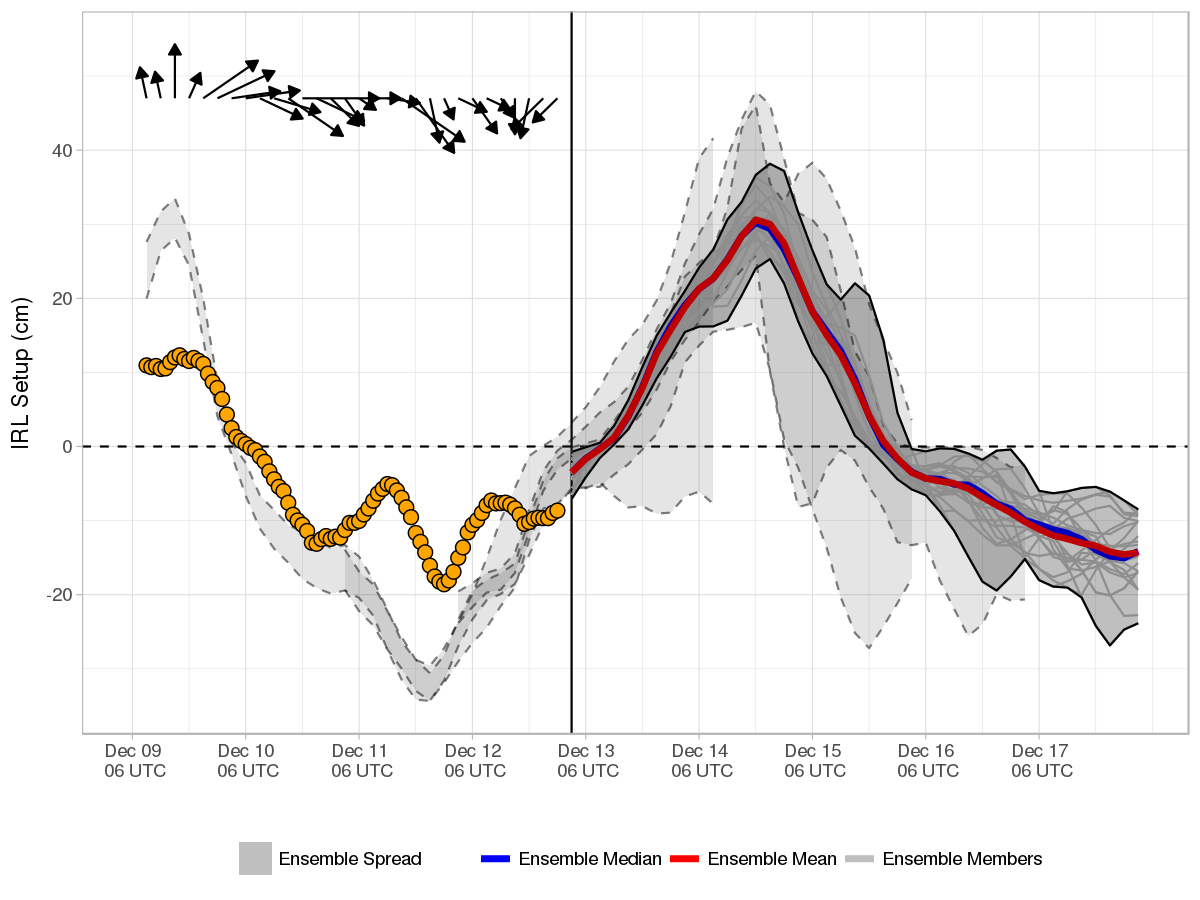 IRL Setup (cm)
40
20
0
-20
Dec 09 Dec 10 Dec 11 Dec 12 Dec 13 Dec 14 Dec 15 Dec 16 Dec 17
06 UTC 06 UTC 06 UTC 06 UTC 06 UTC 06 UTC 06 UTC 06 UTC 06 UTC
Ensemble Spread Ensemble Median Ensemble Mean Ensemble Members